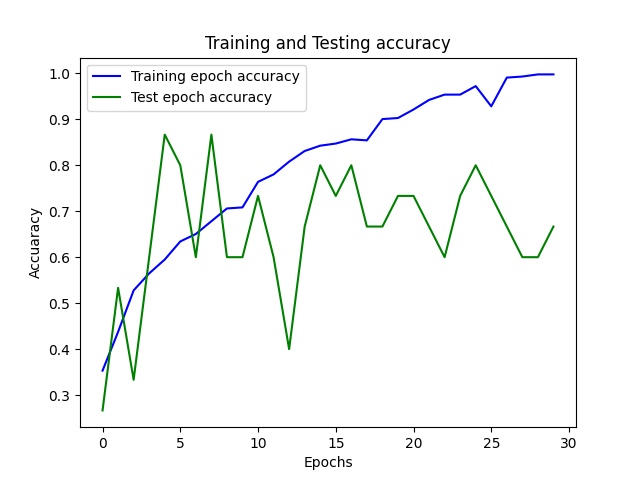 Training and Testing accuracy
Training epoch accuracy
Test epoch accuracy
1.0
0.9
0.8
0.7
0.6
0.5
0.4
0.3
Accuaracy
0 5 10 15 20 25 30
Epochs